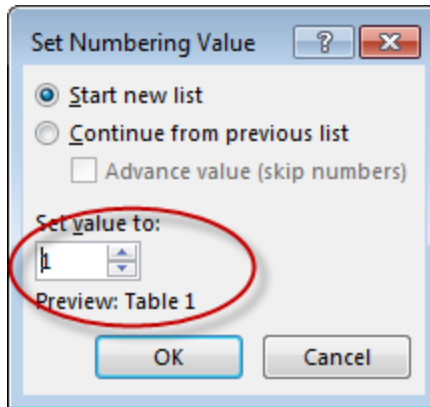 Set Numbering Value
?
Start new list
Continue from previous list
Advance value (skip numbers)
Set value to:
1
Preview: Table 1
OK Cancel